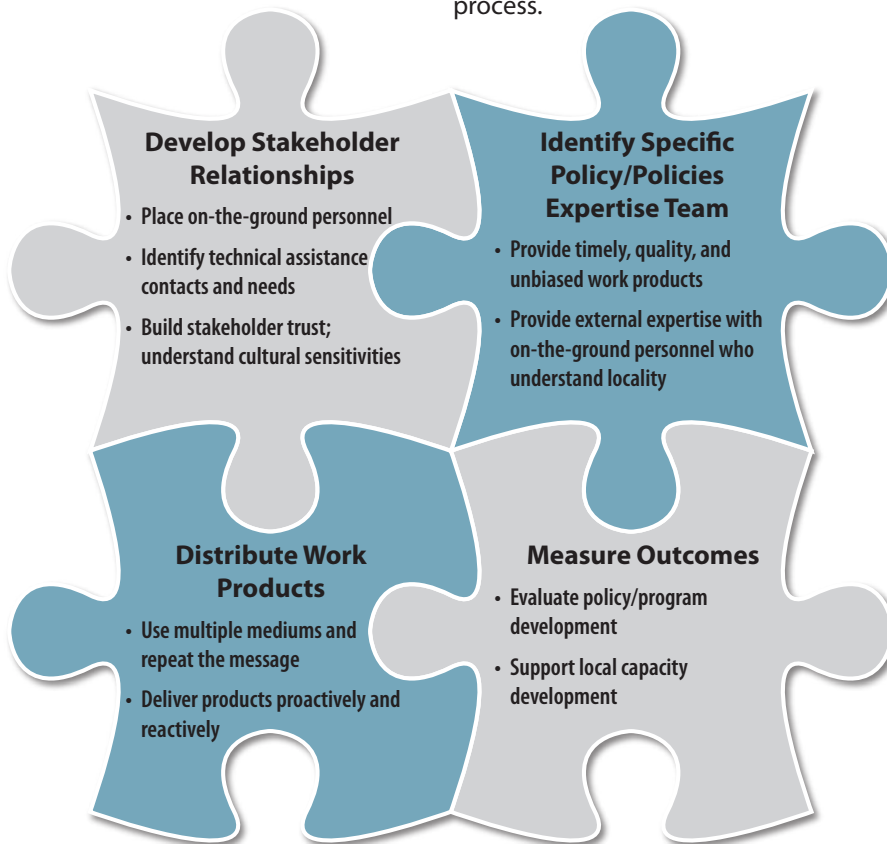 process.
Develop Stakeholder
Relationships
• Place on-the-ground personnel
• Identify technical assistance
contacts and needs
• Build stakeholder trust;
understand cultural sensitivities
Identify Specific
Policy/Policies
Expertise Team
• Provide timely, quality, and
unbiased work products
• Provide external expertise with
on-the-ground personnel who
understand locality
Distribute Work
Products
• Use multiple mediums and
repeat the message
• Deliver products proactively and
reactively
Measure Outcomes
• Evaluate policy/program
development
• Support local capacity
development